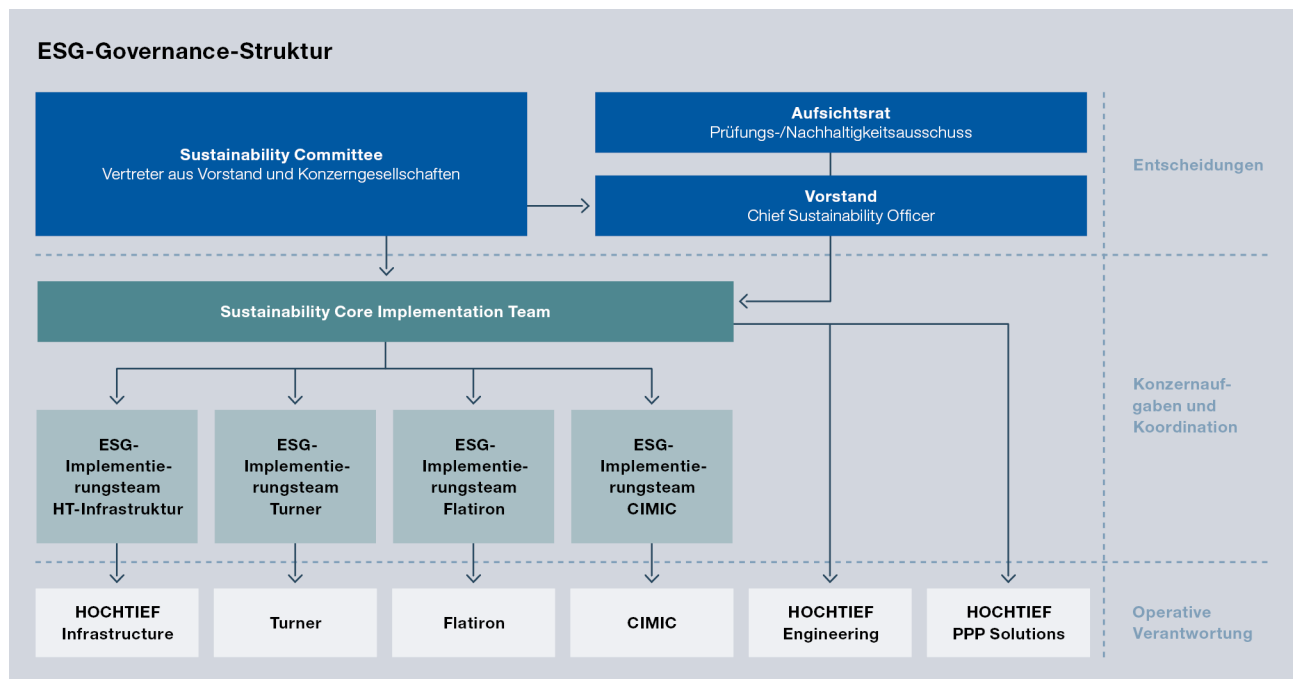 ESG-Governance-Struktur
Sustainability Committee
Vertreter aus Vorstand und Konzerngesellschaften
Aufsichtsrat
Prüfungs-/Nachhaltigkeitsausschuss
Vorstand
Chief Sustainability Officer
Entscheidungen
Sustainability Core Implementation Team
ESG-
Implementie-
rungsteam
HT-Infrastruktur
ESG-
Implementie-
rungsteam
Turner
ESG-
Implementie-
rungsteam
Flatiron
ESG-
Implementie-
rungsteam
CIMIC
Konzernauf-
gaben und
Koordination
HOCHTIEF
Infrastructure
Turner
Flatiron
CIMIC
HOCHTIEF
Engineering
HOCHTIEF
PPP Solutions
Operative
Verantwortung